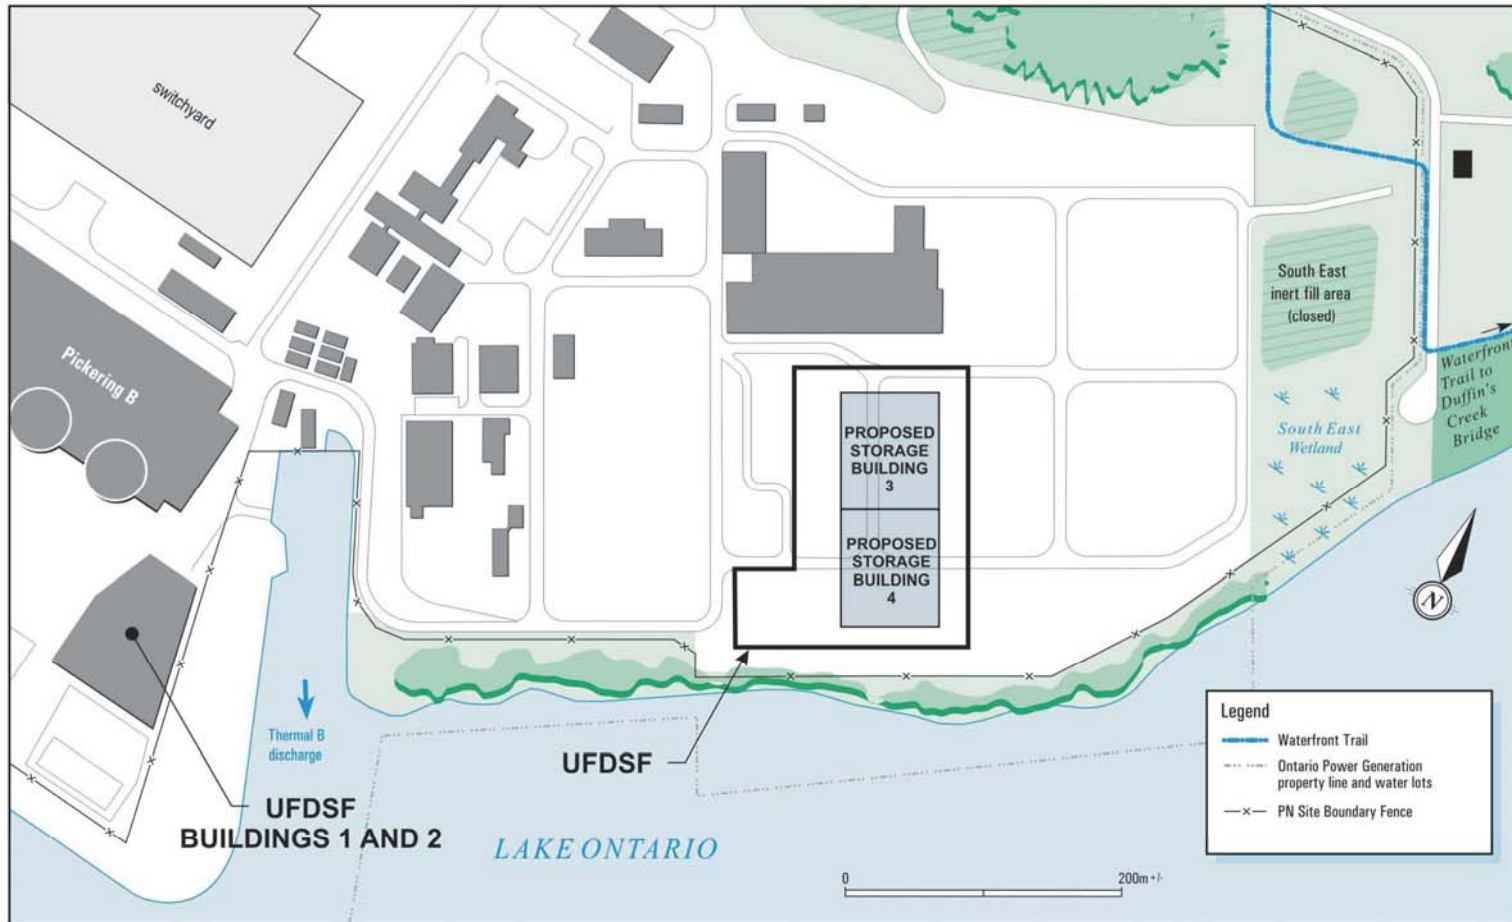 switchyard
Pickering B
South East
inert fill area
(closed)
Waterfront
Trail to
Duffin's
Creek
Bridge
South East
Wetland
PROPOSED
STORAGE
BUILDING
3
PROPOSED
STORAGE
BUILDING
4
N
Thermal B
discharge
UFDSF
UFDSF
BUILDINGS 1 AND 2
LAKE ONTARIO
0
200m +/-
Legend
Waterfront Trail
Ontario Power Generation
property line and water lots
PN Site Boundary Fence